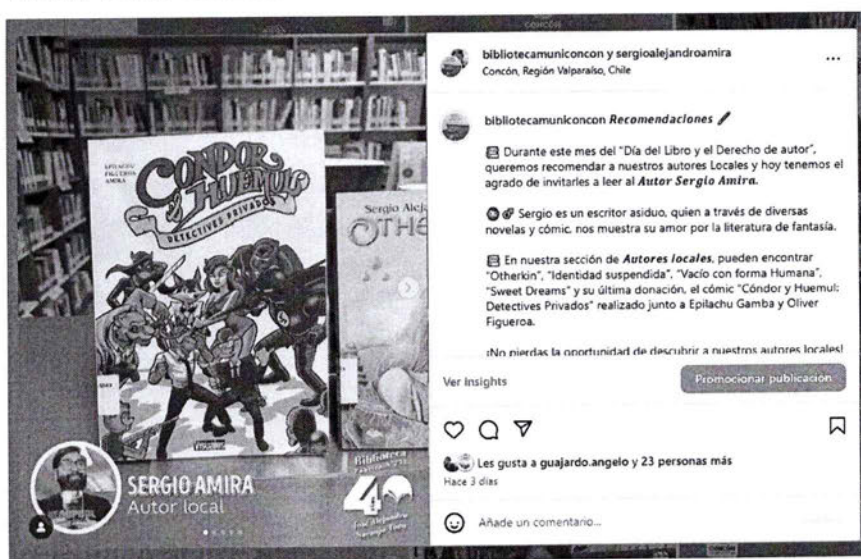 CONCÓN
EPILACHU
FIGUEROA
AMIRA
CONDOR
& HUEMUL
DETECTIVES PRIVADOS
Sergio Alej
OTHE
SERGIO AMIRA
Autor local
Biblioteca
40
bibliotecamuniconcon y sergioalejandroamira
Concón, Región Valparaíso, Chile
bibliotecamuniconcon Recomendaciones
Durante este mes del "Día del Libro y el Derecho de autor",
queremos recomendar a nuestros autores Locales y hoy tenemos el
agrado de invitarles a leer al Autor Sergio Amira.
Sergio es un escritor asiduo, quien a través de diversas
novelas y cómic, nos muestra su amor por la literatura de fantasía.
En nuestra sección de Autores locales, pueden encontrar
"Otherkin", "Identidad suspendida", "Vacío con forma Humana",
"Sweet Dreams" y su última donación, el cómic "Cóndor y Huemul:
Detectives Privados" realizado junto a Epilachu Gamba y Oliver
Figueroa.
¡No pierdas la oportunidad de descubrir a nuestros autores locales!
Ver Insights
Promocionar publicación
Les gusta a guajardo.angelo y 23 personas más
Hace 3 días
Añade un comentario...